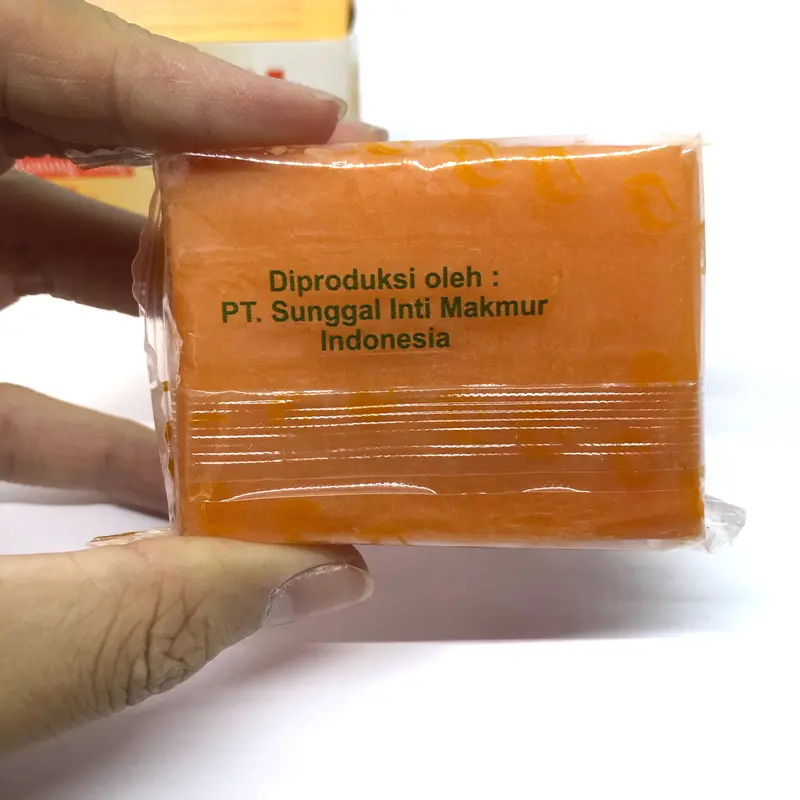 Diproduksi oleh :
PT. Sunggal Inti Makmur
Indonesia